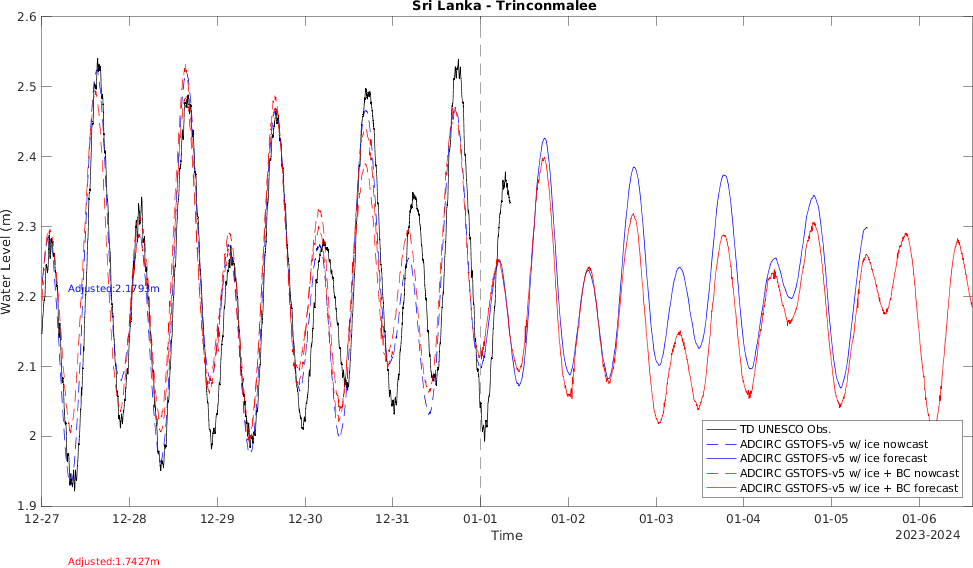 Sri Lanka - Trinconmalee
2.6
2.5
2.4
2.3
2.2
2.1
2
1.9
Water Level (m)
Adjusted:2.1793m
TD UNESCO Obs.
ADCIRC GSTOFS-v5 w/ ice nowcast
ADCIRC GSTOFS-v5 w/ ice forecast
ADCIRC GSTOFS-v5 w/ ice + BC nowcast
ADCIRC GSTOFS-v5 w/ ice + BC forecast
12-27 12-28 12-29 12-30 12-31 01-01 01-02 01-03 01-04 01-05 01-06
Time
2023-2024
Adjusted:1.7427m